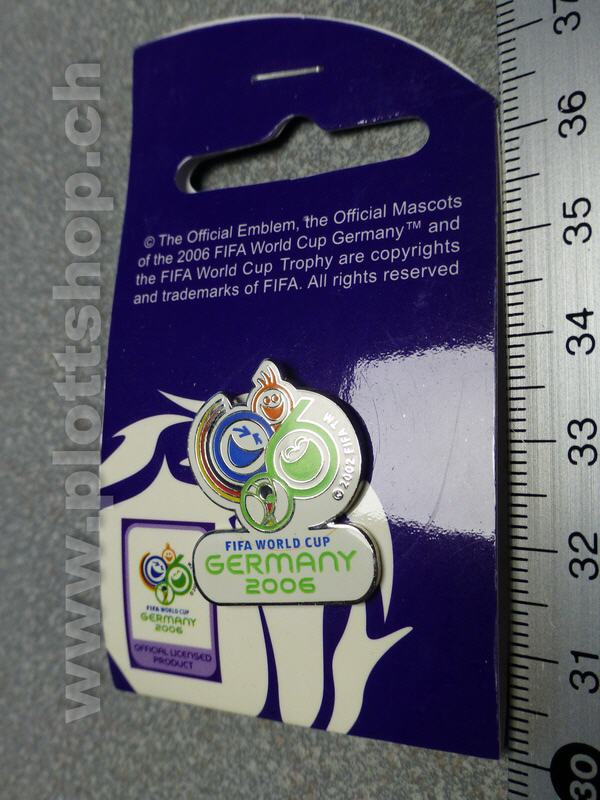 © The Official Emblem, the Official Mascots
of the 2006 FIFA World Cup Germany™ and
the FIFA World Cup Trophy are copyrights
and trademarks of FIFA. All rights reserved
© 2002 FIFA TM
FIFA WORLD CUP
GERMANY
2006
FIFA WORLD CUP
GERMANY
2006
OFFICIAL LICENSED
PRODUCT
www.plottshop.ch
37
36
35
34
33
32
31
30